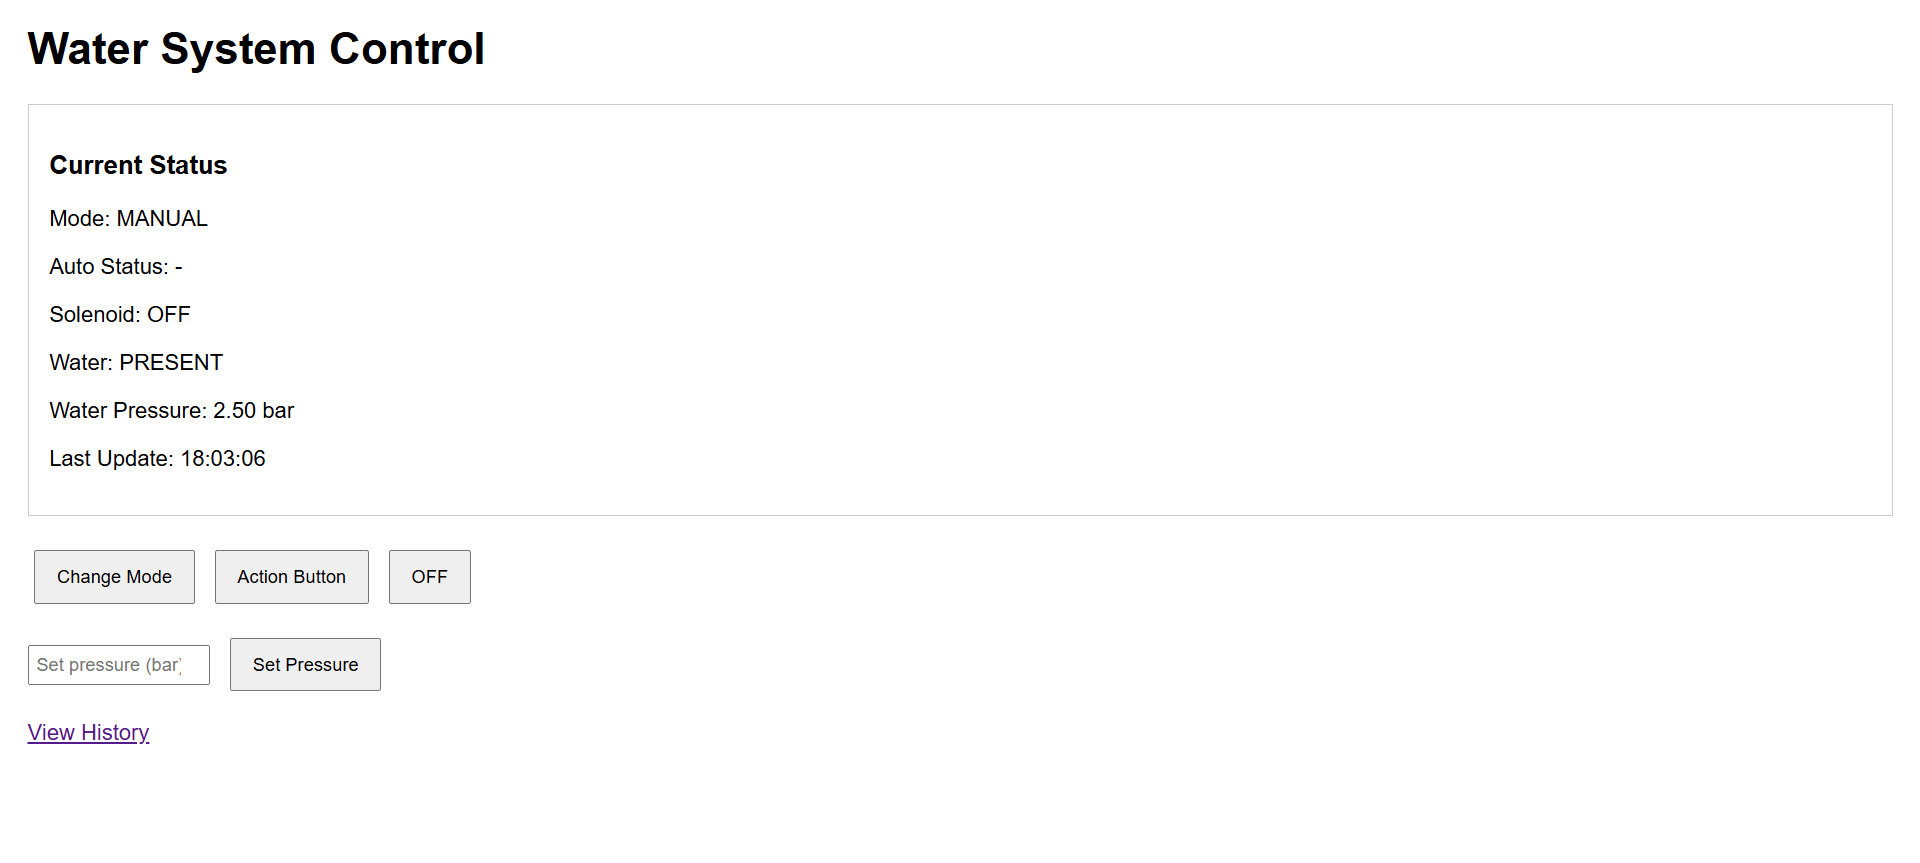 Water System Control
Current Status
Mode: MANUAL
Auto Status: -
Solenoid: OFF
Water: PRESENT
Water Pressure: 2.50 bar
Last Update: 18:03:06
Change Mode Action Button OFF
Set pressure (bar) Set Pressure
View History